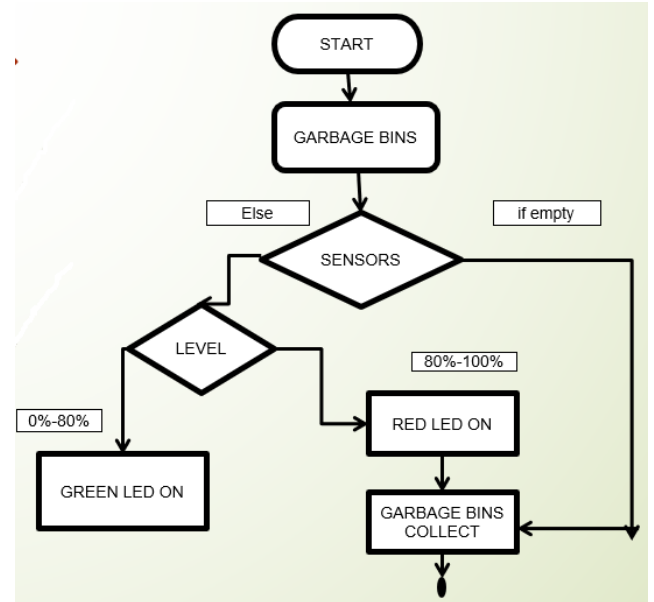 START
GARBAGE BINS
Else
if empty
SENSORS
LEVEL
80%-100%
0%-80%
RED LED ON
GREEN LED ON
GARBAGE BINS
COLLECT